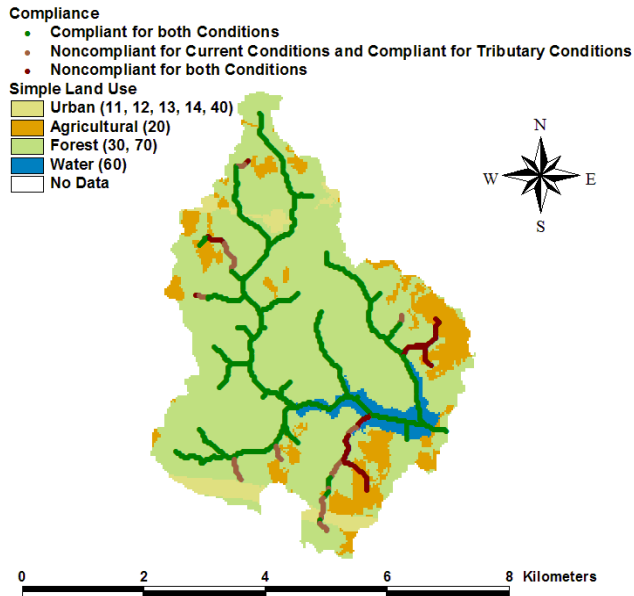 Compliance
Compliant for both Conditions
Noncompliant for Current Conditions and Compliant for Tributary Conditions
Noncompliant for both Conditions
Simple Land Use
Urban (11, 12, 13, 14, 40)
Agricultural (20)
Forest (30, 70)
Water (60)
No Data
N
W E
S
0 2 4 6 8 Kilometers